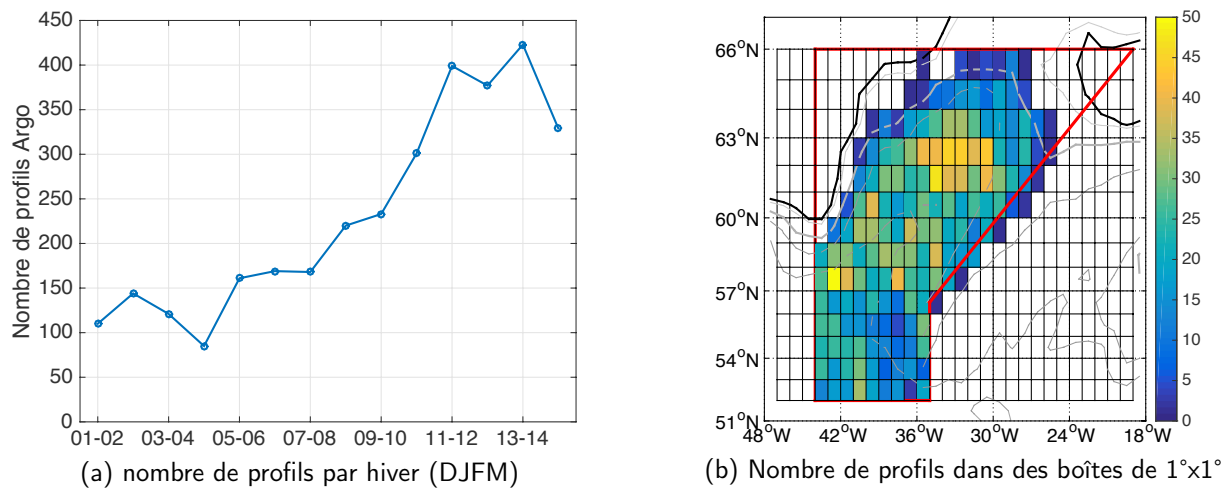 450
400
350
300
250
200
150
100
50
0
Nombre de profils Argo
01-02 03-04 05-06 07-08 09-10 11-12 13-14
(a) nombre de profils par hiver (DJFM)
66°N
63°N
60°N
57°N
54°N
51°N
48°W 42°W 36°W 30°W 24°W 18°W
50
45
40
35
30
25
20
15
10
5
0
(b) Nombre de profils dans des boîtes de 1°x1°